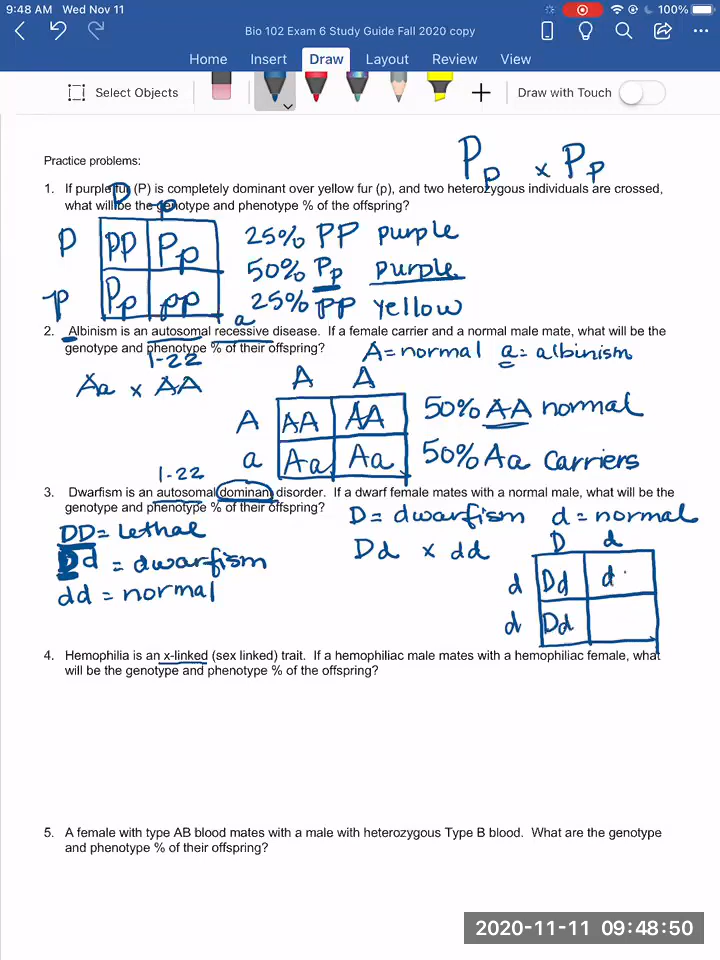 9:48 AM Wed Nov 11 100%
Bio 102 Exam 6 Study Guide Fall 2020 copy
Home Insert Draw Layout Review View
Select Objects Draw with Touch
Pp x Pp
Practice problems:
1. If purple fur (P) is completely dominant over yellow fur (p), and two heterozygous individuals are crossed,
what will be the genotype and phenotype % of the offspring?
P p
P PP Pp 25% PP purple
50% Pp purple
p Pp pp 25% PP yellow
a
2. Albinism is an autosomal recessive disease. If a female carrier and a normal male mate, what will be the
genotype and phenotype % of their offspring?
1-22 A=normal a=albinism
Aa x AA
A A
A AA AA 50% AA normal
a Aa Aa 50% Aa Carriers
1-22
3. Dwarfism is an autosomal dominant disorder. If a dwarf female mates with a normal male, what will be the
genotype and phenotype % of their offspring?
D= dwarfism d=normal
DD= Lethal
Dd x dd
D d
Dd = dwarfism
d Dd d
dd = normal
d Dd
4. Hemophilia is an x-linked (sex linked) trait. If a hemophiliac male mates with a hemophiliac female, what
will be the genotype and phenotype % of the offspring?
5. A female with type AB blood mates with a male with heterozygous Type B blood. What are the genotype
and phenotype % of their offspring?
2020-11-11 09:48:50